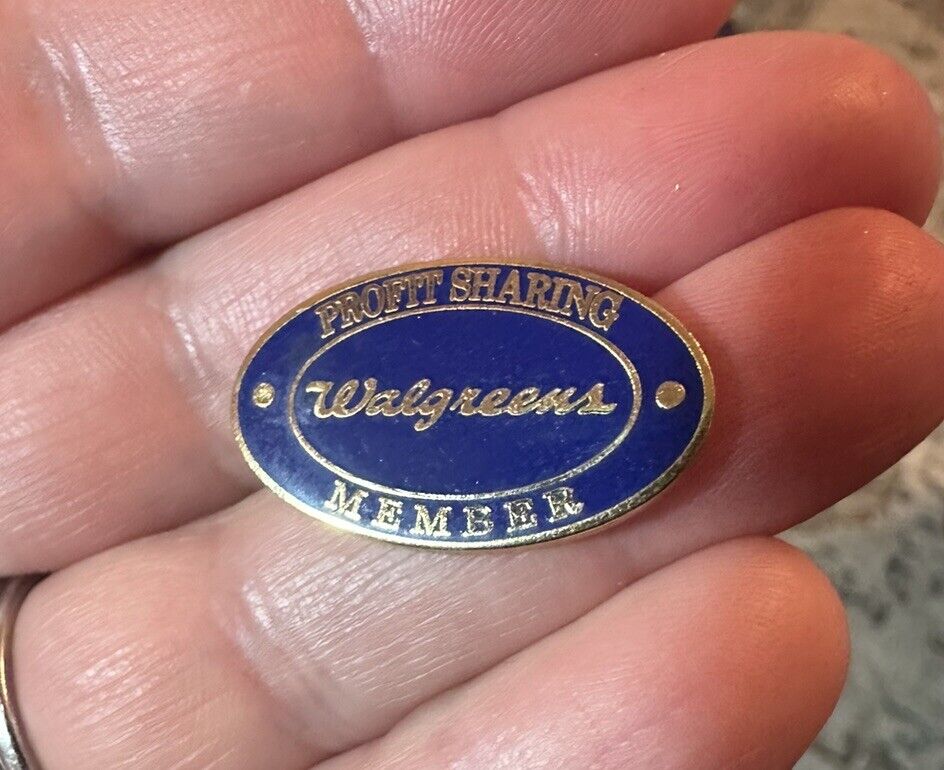 PROFIT SHARING
Walgreens
MEMBER